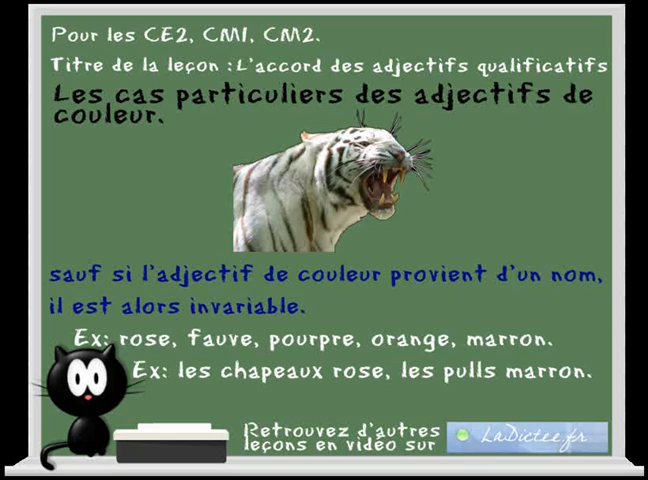 Pour les CE2, CM1, CM2.
Titre de la leçon :L'accord des adjectifs qualificatifs
Les cas particuliers des adjectifs de
couleur.
sauf si l'adjectif de couleur provient d'un nom,
il est alors invariable.
Ex: rose, fauve, pourpre, orange, marron.
Ex: les chapeaux rose, les pulls marron.
Retrouvez d'autres
leçons en vidéo sur
LaDictee.fr